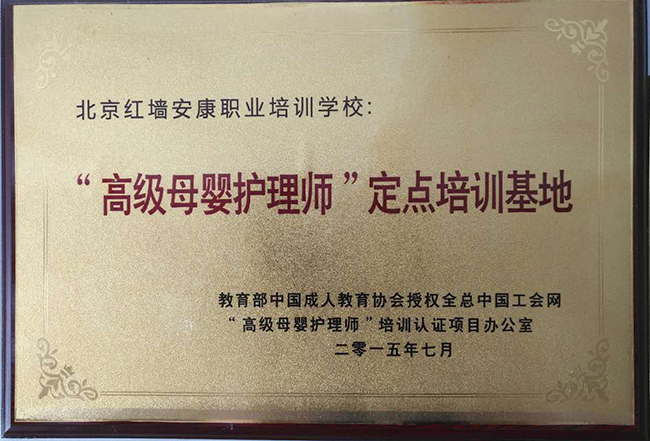 北京红墙安康职业培训学校:
“高级母婴护理师”定点培训基地
教育部中国成人教育协会授权全总中国工会网
“高级母婴护理师”培训认证项目办公室
二零一五年七月